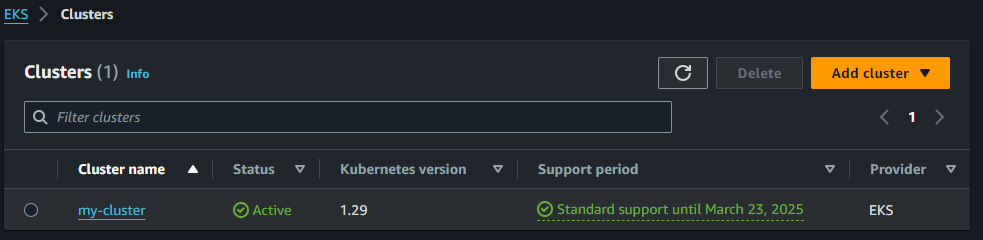 EKS > Clusters
Clusters (1) Info
Delete
Add cluster
Filter clusters
1
Cluster name Status Kubernetes version Support period Provider
my-cluster Active 1.29 Standard support until March 23, 2025 EKS